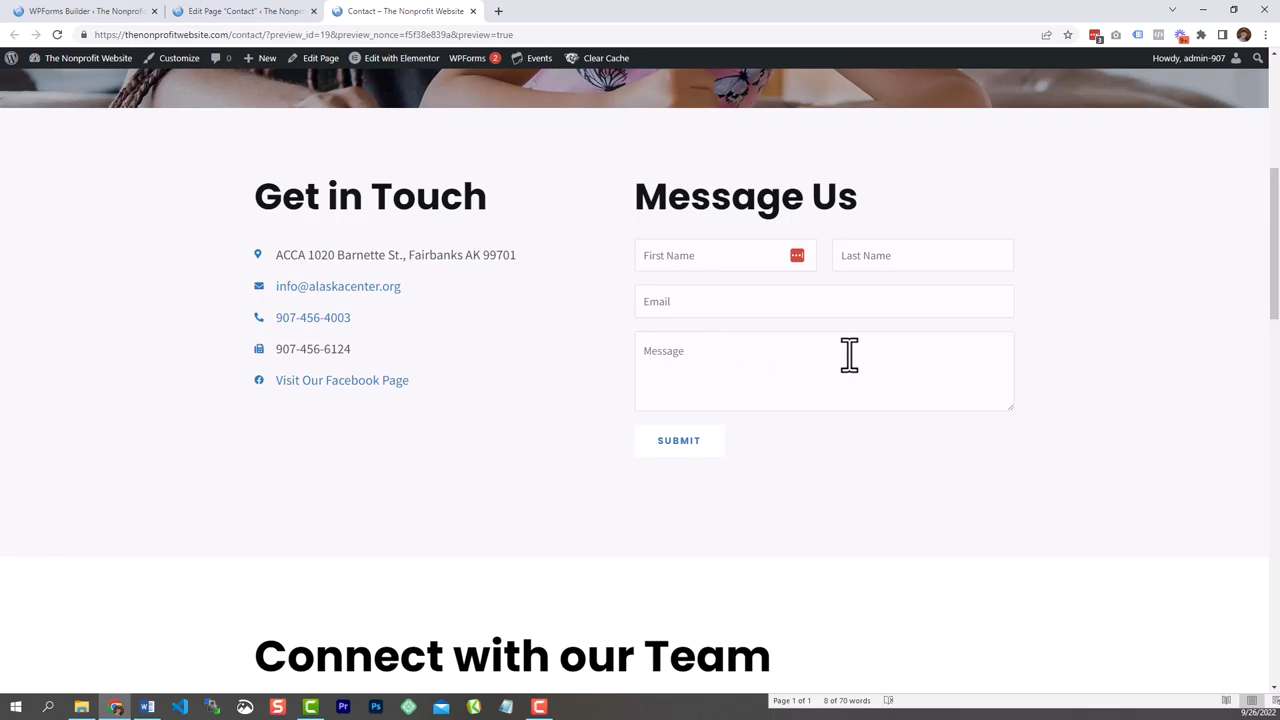 WPForms Builder ‹ The Nonprofit
Edit Page "Contact" ‹ The Nonpr
Contact – The Nonprofit Website
https://thenonprofitwebsite.com/contact/?preview_id=19&preview_nonce=f5f38e839a&preview=true
The Nonprofit Website Customize 0 New Edit Page Edit with Elementor WPForms 2 Events Clear Cache Howdy, admin-907
Get in Touch
ACCA 1020 Barnette St., Fairbanks AK 99701
info@alaskacenter.org
907-456-4003
907-456-6124
Visit Our Facebook Page
Message Us
First Name
Last Name
Email
Message
SUBMIT
Connect with our Team
Page 1 of 1 8 of 70 words
9/26/2022